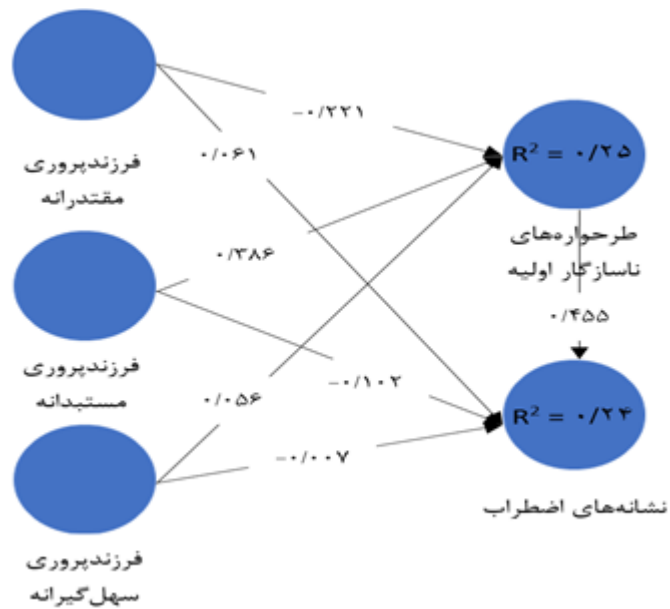 −۰/۲۲۱
R² = ۰/۲۵
فرزندپروری
مقتدرانه
۰/۰۶۱
طرحواره‌های
ناسازگار اولیه
۰/۳۸۶
۰/۴۵۵
فرزندپروری
مستبدانه
−۰/۱۰۲
۰/۰۵۶
R² = ۰/۲۴
−۰/۰۰۷
نشانه‌های اضطراب
فرزندپروری
سهل‌گیرانه